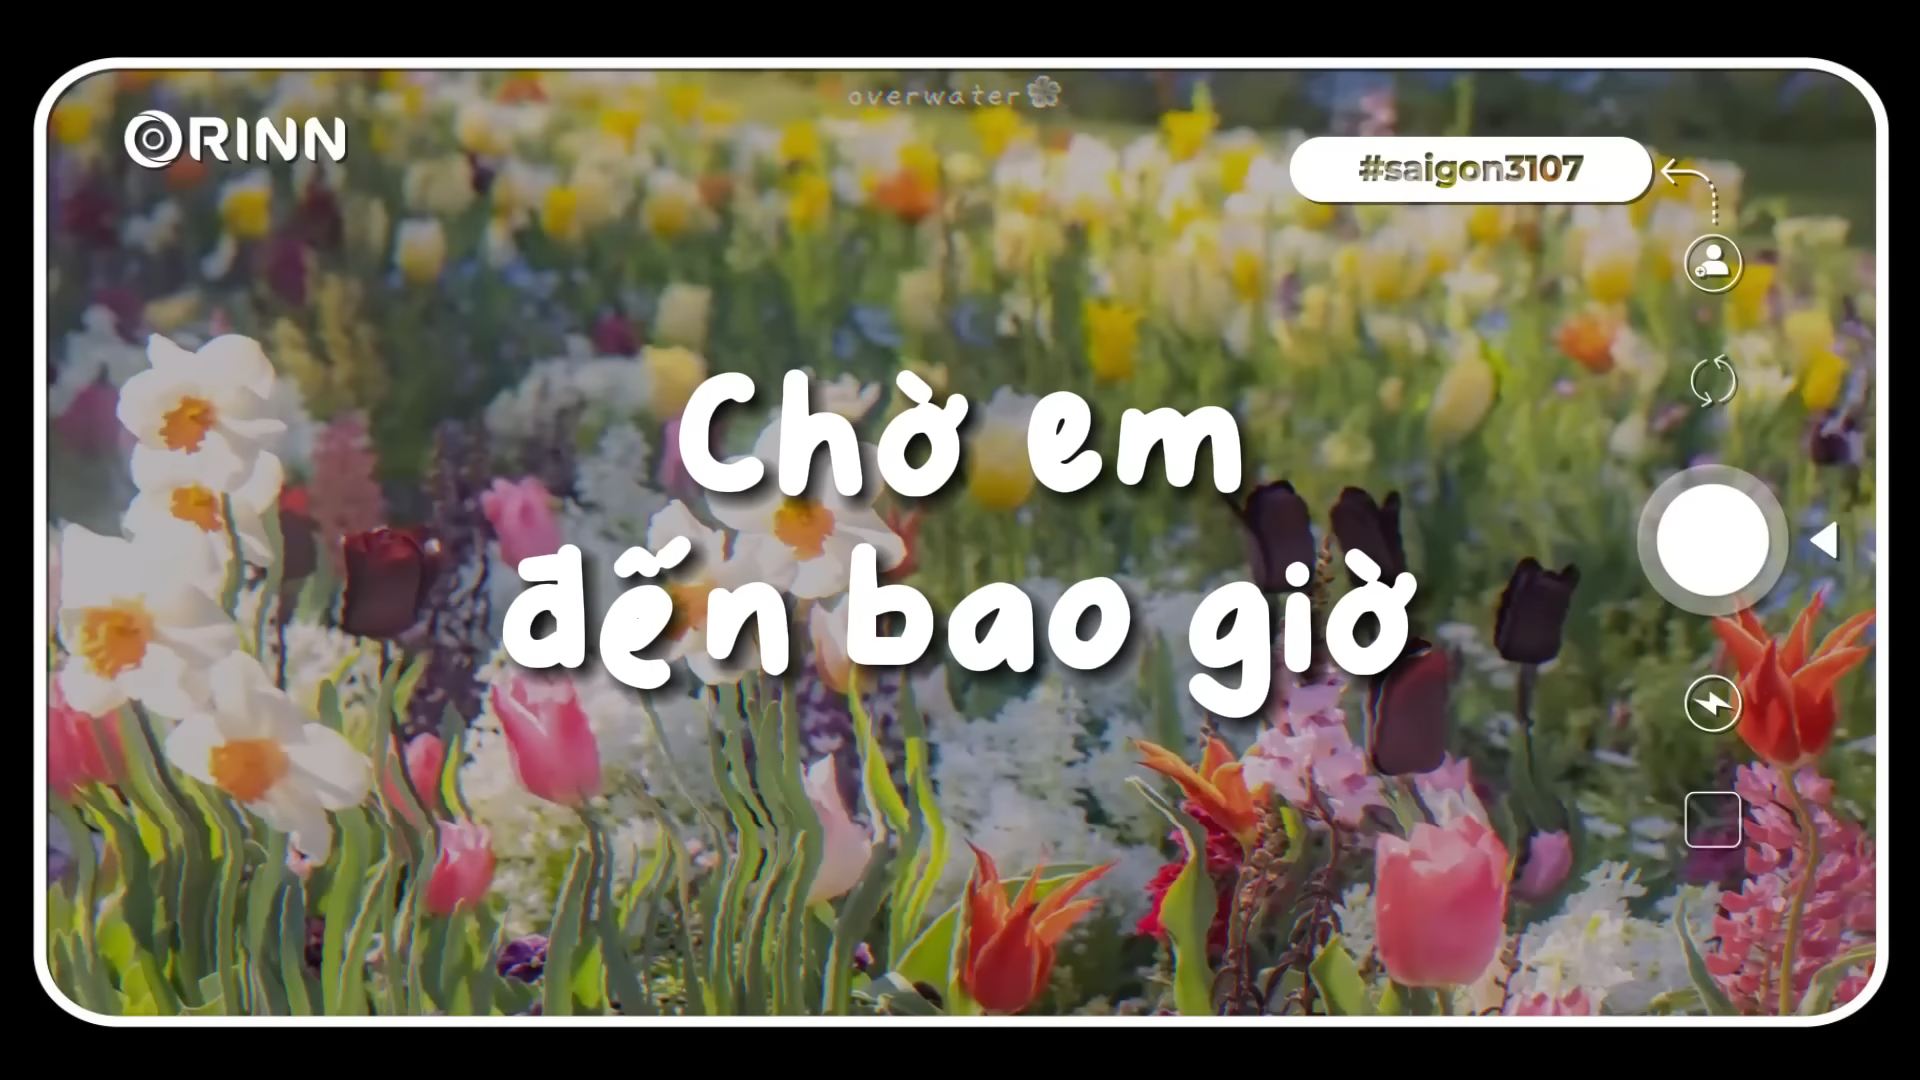 overwater
ORINN
#saigon3107
Chờ em
đến bao giờ